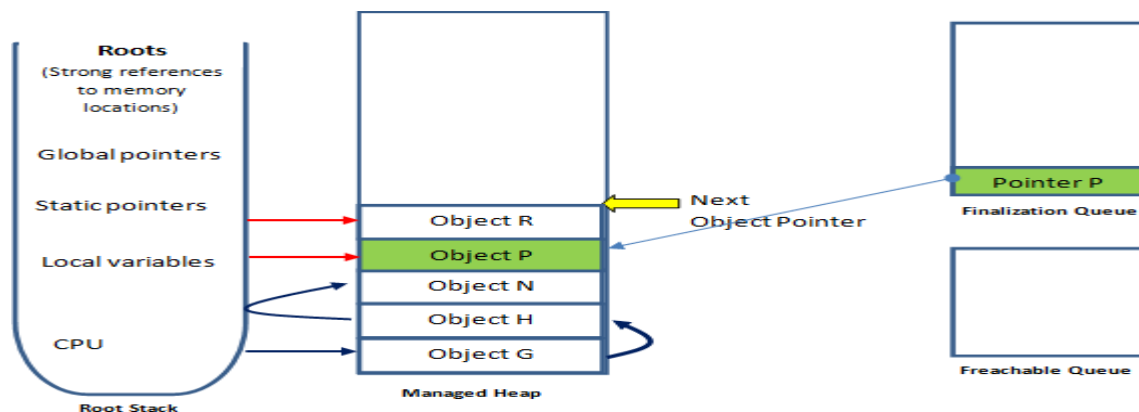 Roots
(Strong references
to memory
locations)
Global pointers
Static pointers
Local variables
CPU
Root Stack
Object R
Object P
Object N
Object H
Object G
Managed Heap
Next
Object Pointer
Pointer P
Finalization Queue
Freachable Queue